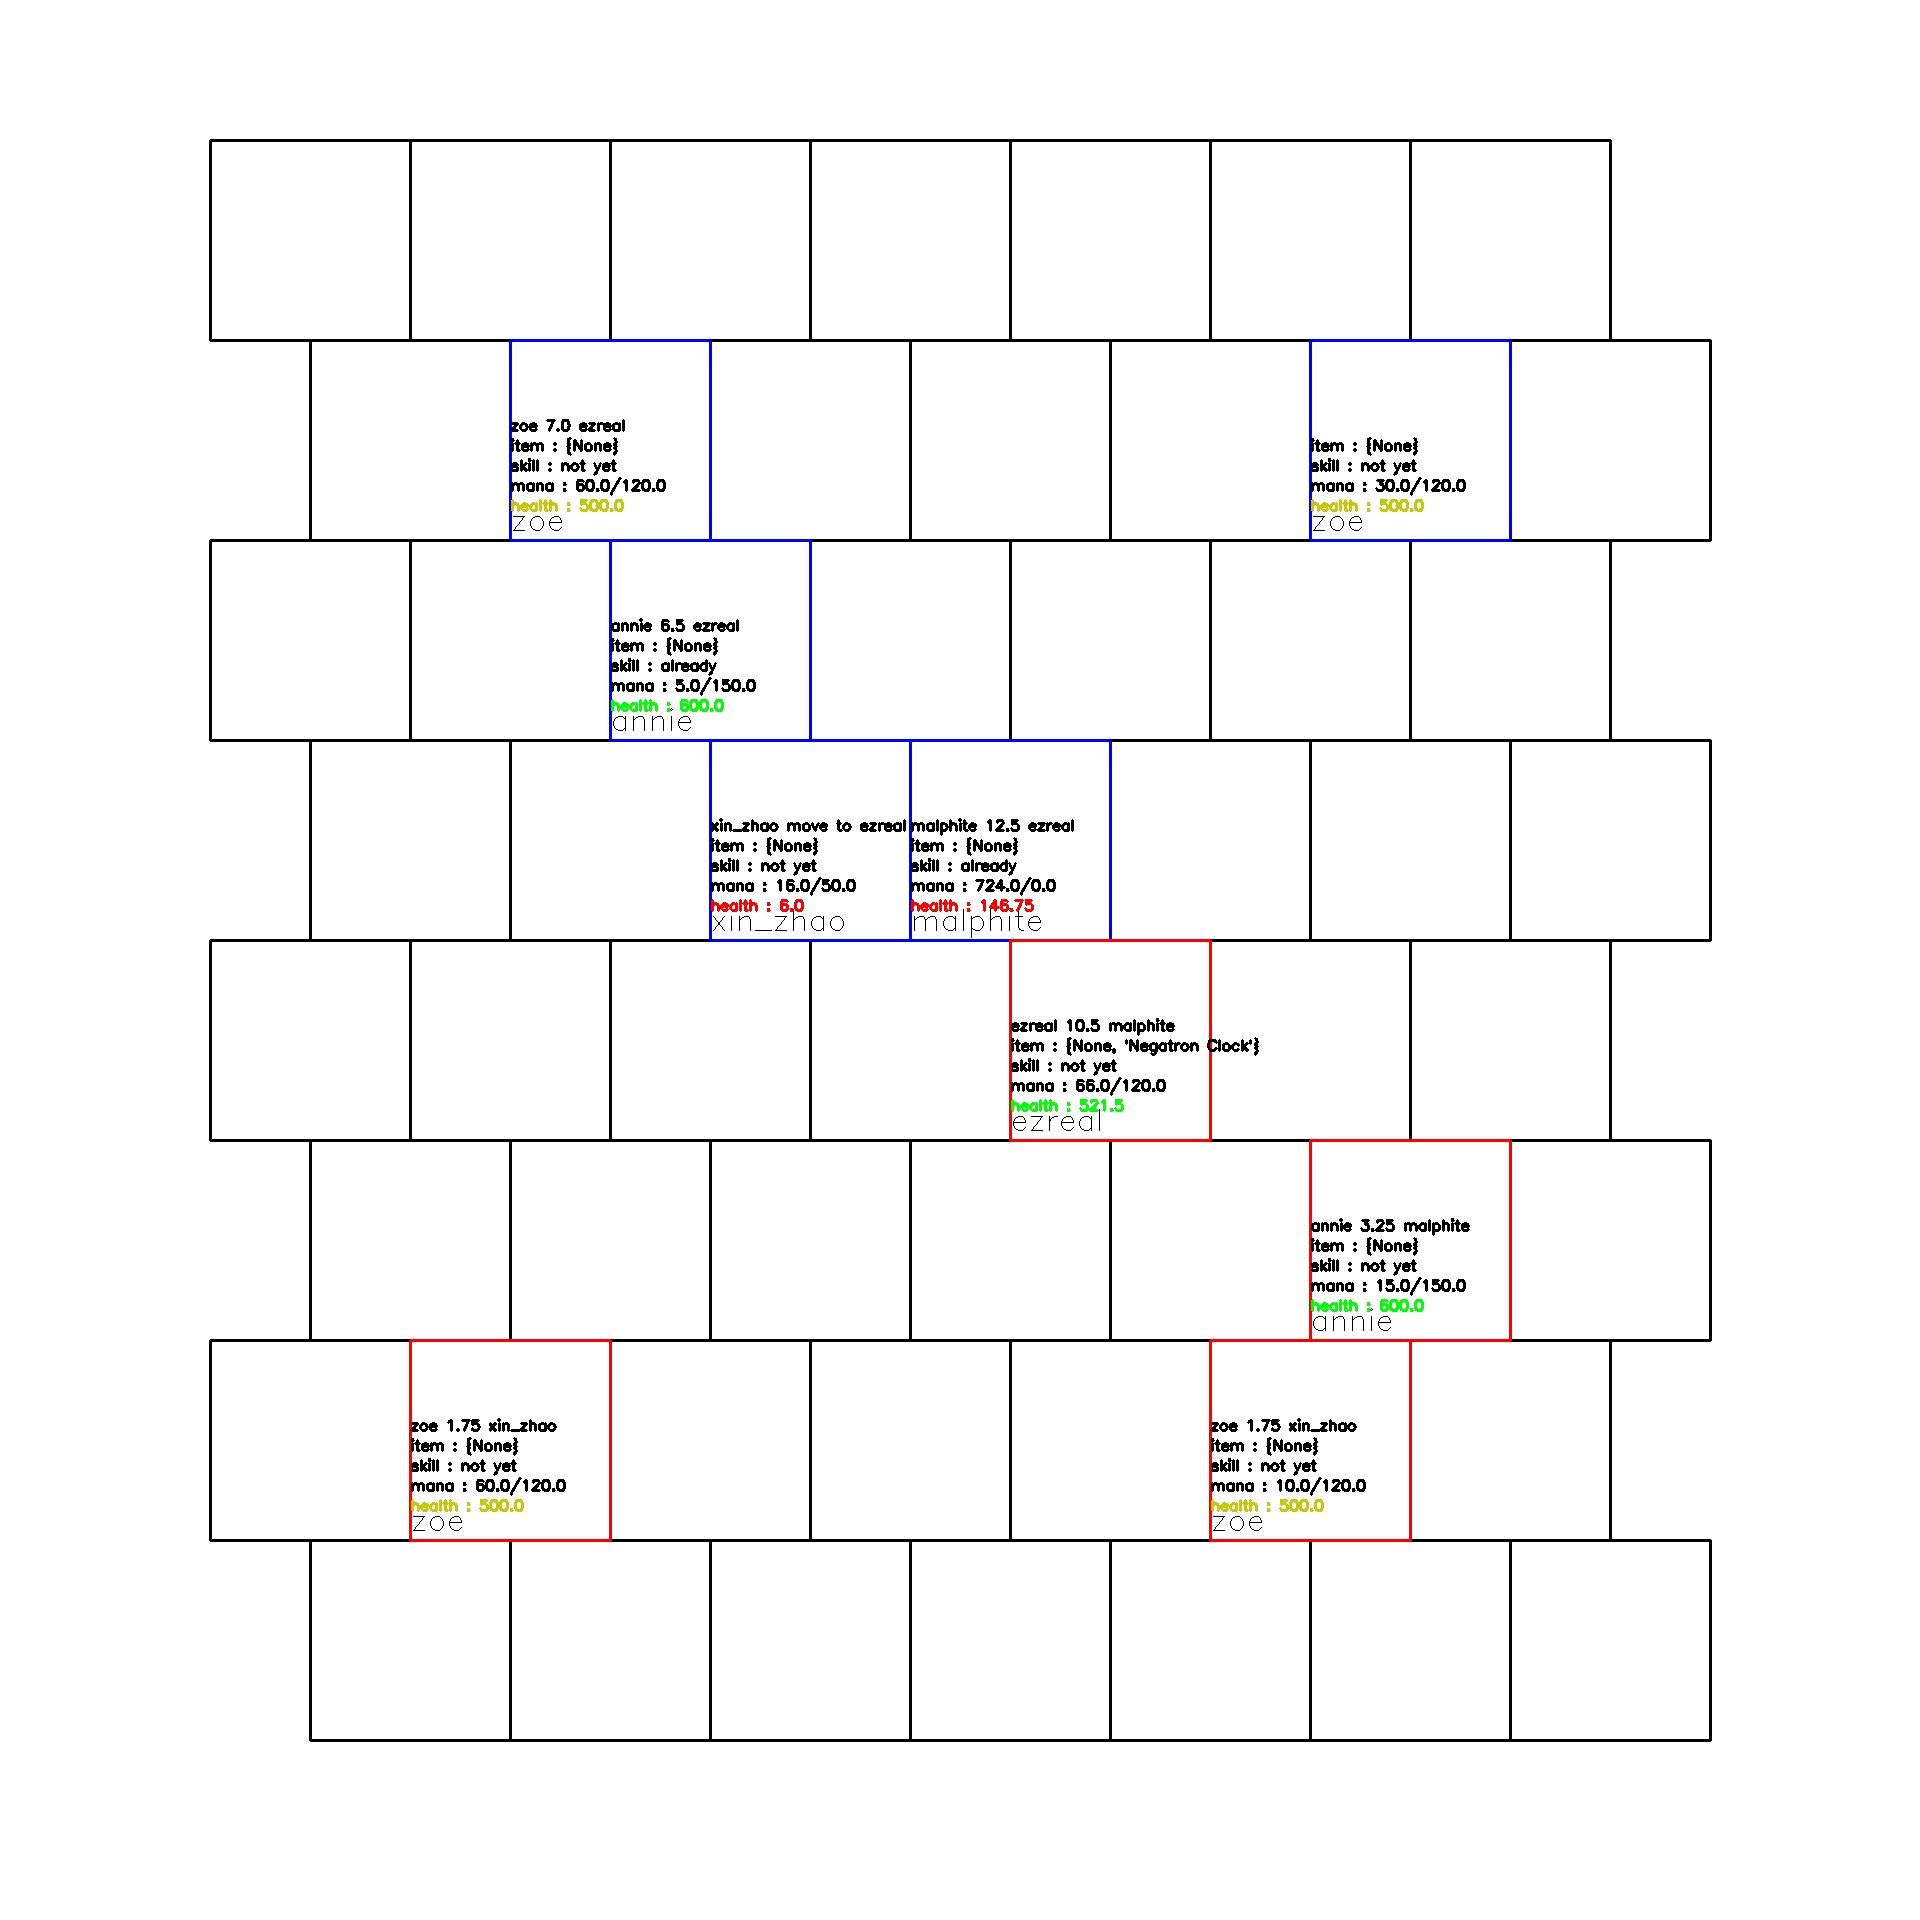 zoe 7.0 ezreal
item : {None}
skill : not yet
mana : 60.0/120.0
health : 500.0
zoe
item : {None}
skill : not yet
mana : 30.0/120.0
health : 500.0
zoe
annie 6.5 ezreal
item : {None}
skill : already
mana : 5.0/150.0
health : 600.0
annie
xin_zhao move to ezreal
item : {None}
skill : not yet
mana : 16.0/50.0
health : 6.0
xin_zhao
malphite 12.5 ezreal
item : {None}
skill : already
mana : 724.0/0.0
health : 146.75
malphite
ezreal 10.5 malphite
item : {None, 'Negatron Clock'}
skill : not yet
mana : 66.0/120.0
health : 521.5
ezreal
annie 3.25 malphite
item : {None}
skill : not yet
mana : 15.0/150.0
health : 600.0
annie
zoe 1.75 xin_zhao
item : {None}
skill : not yet
mana : 60.0/120.0
health : 500.0
zoe
zoe 1.75 xin_zhao
item : {None}
skill : not yet
mana : 10.0/120.0
health : 500.0
zoe